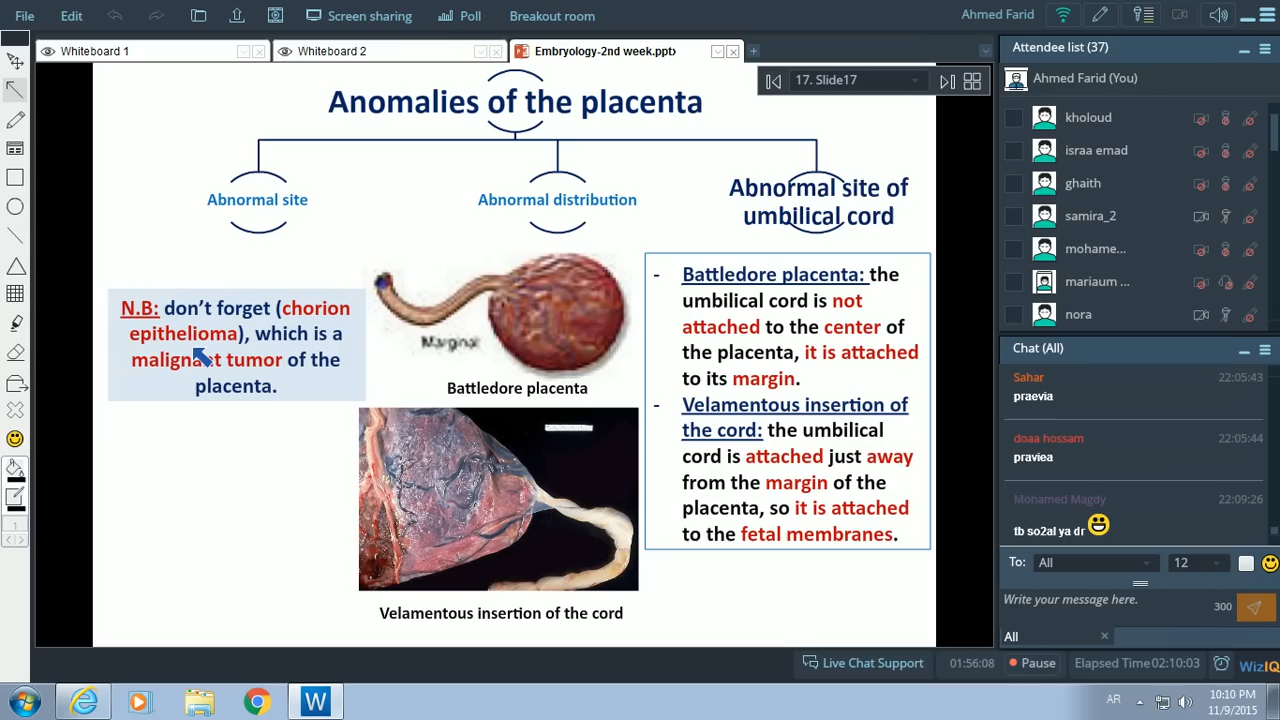 File Edit Screen sharing Poll Breakout room Ahmed Farid
Whiteboard 1 Whiteboard 2 Embryology-2nd week.ppt
17. Slide17
Anomalies of the placenta
Abnormal site
Abnormal distribution
Abnormal site of
umbilical cord
N.B: don't forget (chorion
epithelioma), which is a
malignant tumor of the
placenta.
Marginal
Battledore placenta
Velamentous insertion of the cord
- Battledore placenta: the
umbilical cord is not
attached to the center of
the placenta, it is attached
to its margin.
- Velamentous insertion of
the cord: the umbilical
cord is attached just away
from the margin of the
placenta, so it is attached
to the fetal membranes.
Attendee list (37)
Ahmed Farid (You)
kholoud
israa emad
ghaith
samira_2
mohame...
mariaum ...
nora
Chat (All)
Sahar 22:05:43
praevia
doaa hossam 22:05:44
praviea
Mohamed Magdy 22:09:26
tb so2al ya dr
To: All 12
Write your message here.
300
All
1
Live Chat Support 01:56:08 Pause Elapsed Time 02:10:03 WizIQ
W
AR 10:10 PM
11/9/2015